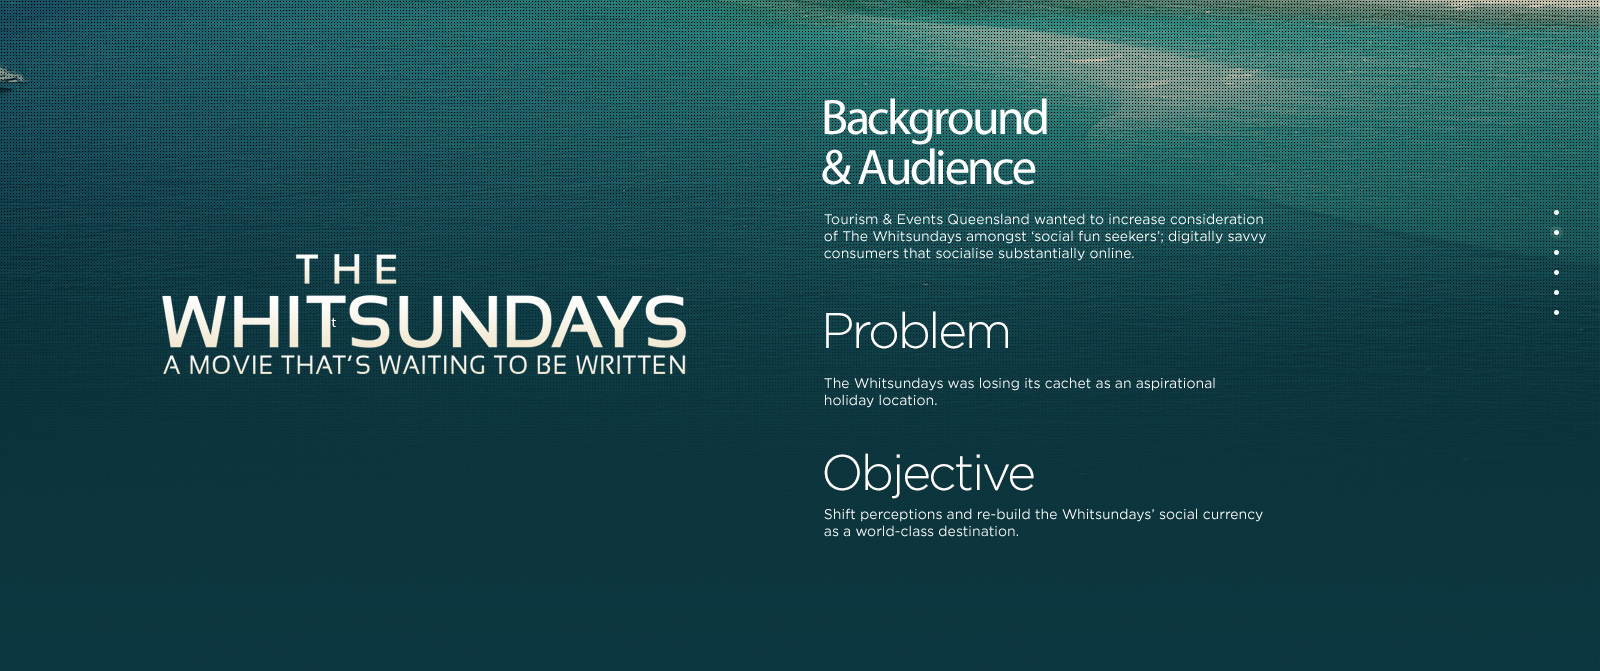 THE
WHITSUNDAYS
t
A MOVIE THAT'S WAITING TO BE WRITTEN
Background
& Audience
Tourism & Events Queensland wanted to increase consideration
of The Whitsundays amongst ‘social fun seekers’; digitally savvy
consumers that socialise substantially online.
Problem
The Whitsundays was losing its cachet as an aspirational
holiday location.
Objective
Shift perceptions and re-build the Whitsundays’ social currency
as a world-class destination.